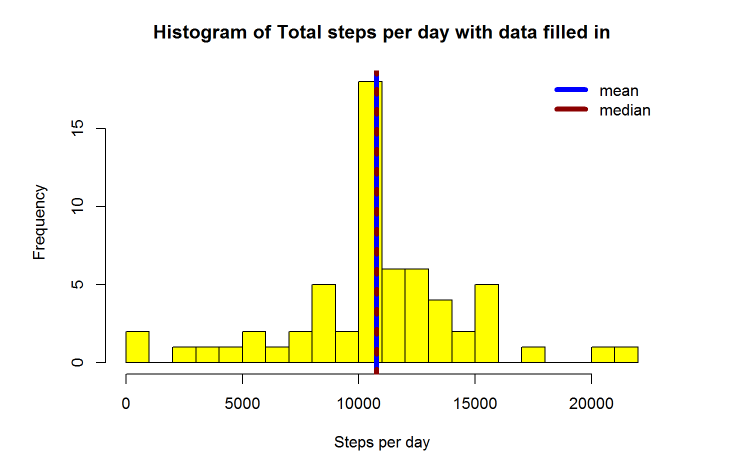 Histogram of Total steps per day with data filled in
mean
median
Frequency
15
10
5
0
0 5000 10000 15000 20000
Steps per day